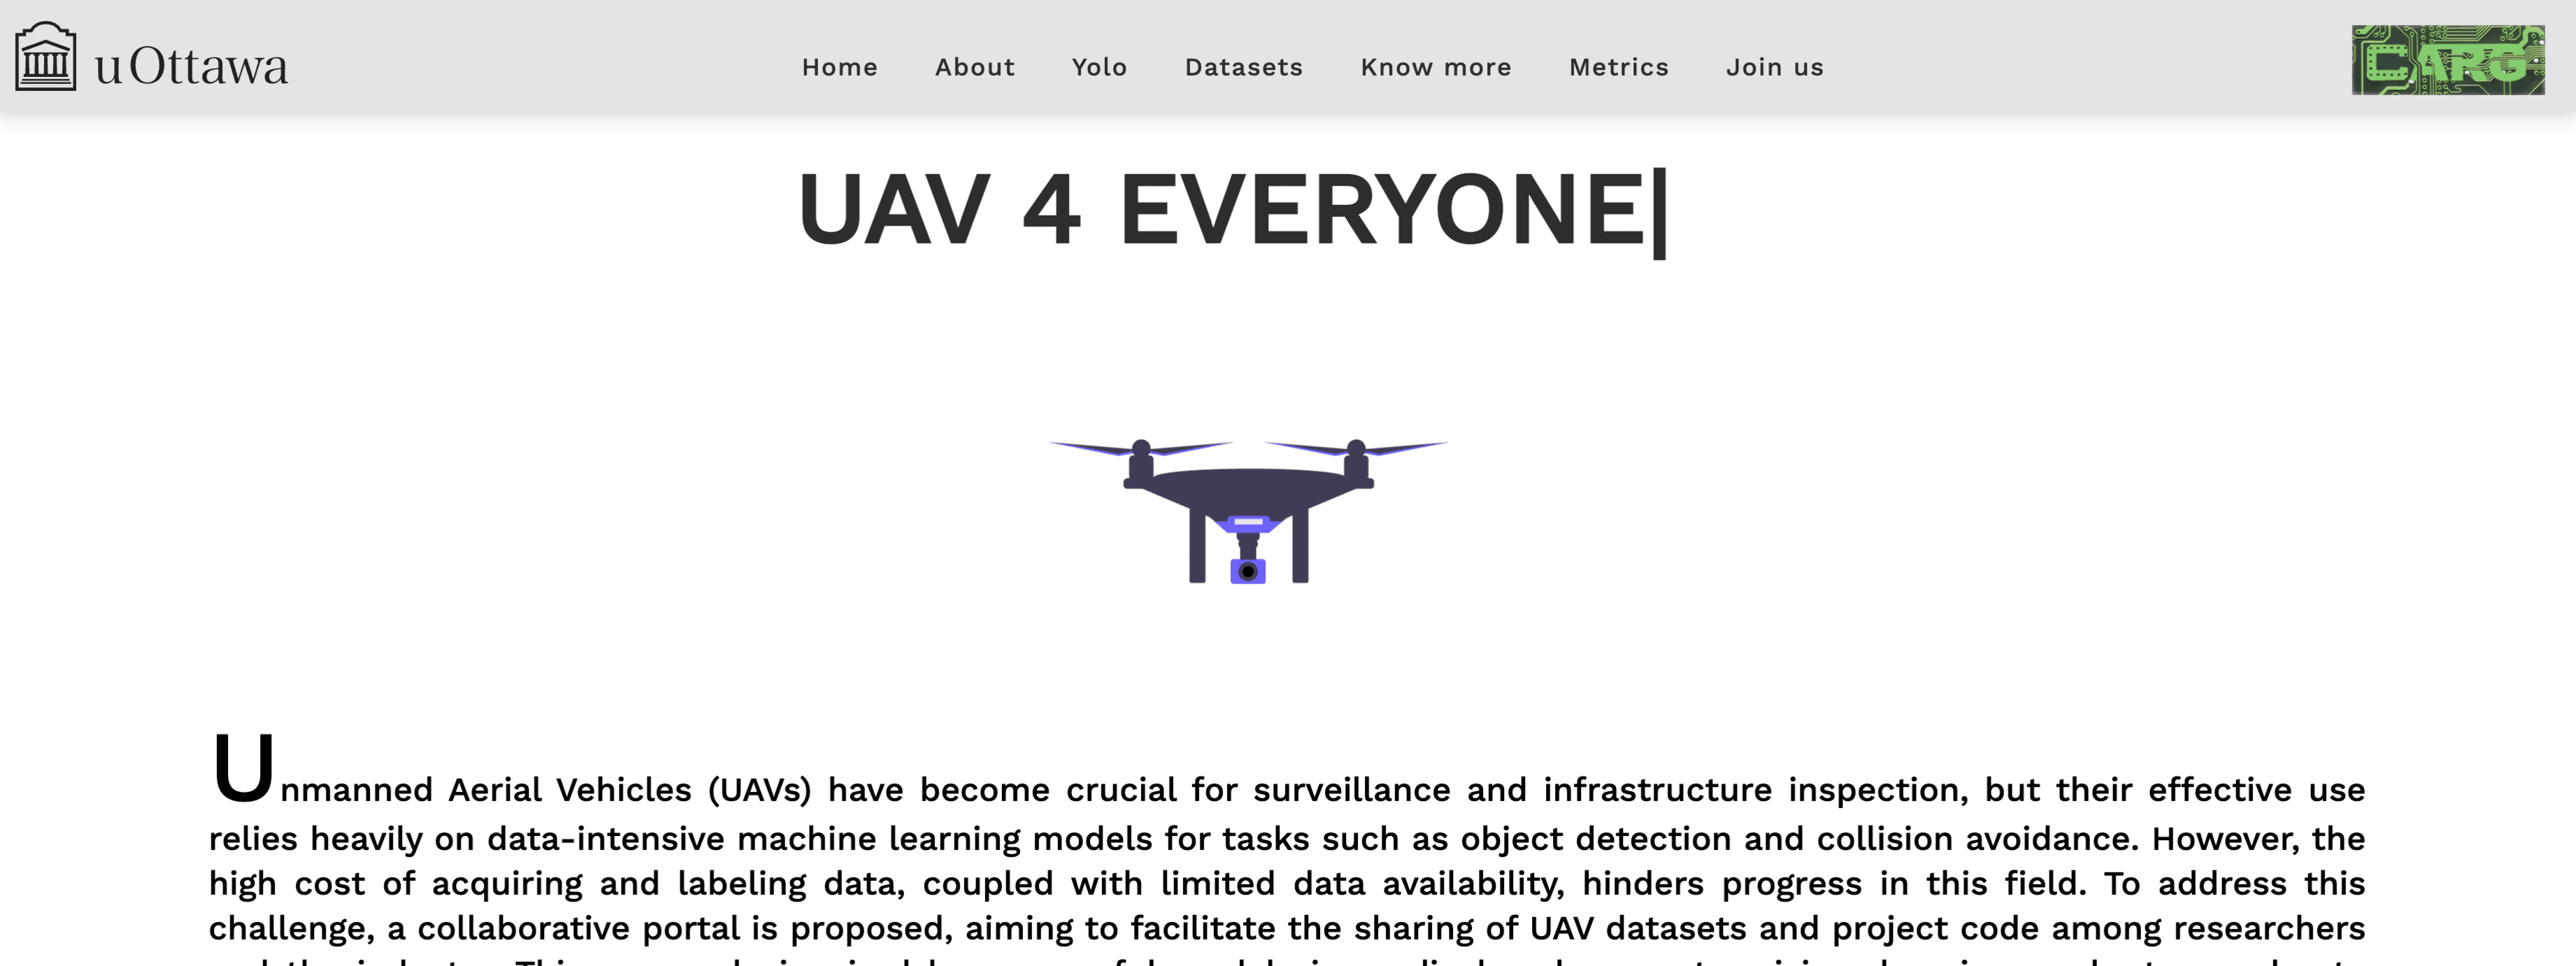 uOttawa
Home About Yolo Datasets Know more Metrics Join us
CARG
UAV 4 EVERYONE|
Unmanned Aerial Vehicles (UAVs) have become crucial for surveillance and infrastructure inspection, but their effective use
relies heavily on data-intensive machine learning models for tasks such as object detection and collision avoidance. However, the
high cost of acquiring and labeling data, coupled with limited data availability, hinders progress in this field. To address this
challenge, a collaborative portal is proposed, aiming to facilitate the sharing of UAV datasets and project code among researchers